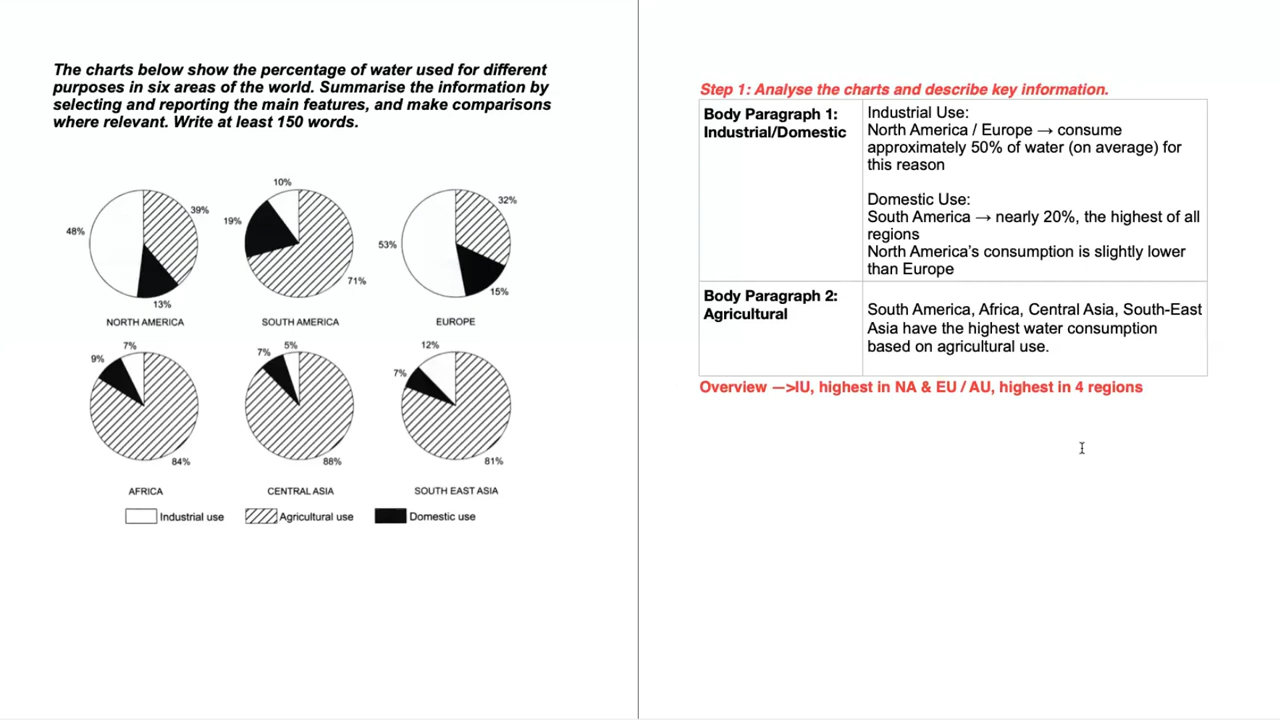 The charts below show the percentage of water used for different
purposes in six areas of the world. Summarise the information by
selecting and reporting the main features, and make comparisons
where relevant. Write at least 150 words.
48%
39%
13%
NORTH AMERICA
10%
19%
71%
SOUTH AMERICA
32%
53%
15%
EUROPE
7%
9%
84%
AFRICA
5%
7%
88%
CENTRAL ASIA
12%
7%
81%
SOUTH EAST ASIA
Industrial use
Agricultural use
Domestic use
Step 1: Analyse the charts and describe key information.
Body Paragraph 1:
Industrial/Domestic
Industrial Use:
North America / Europe → consume
approximately 50% of water (on average) for
this reason
Domestic Use:
South America → nearly 20%, the highest of all
regions
North America’s consumption is slightly lower
than Europe
Body Paragraph 2:
Agricultural
South America, Africa, Central Asia, South-East
Asia have the highest water consumption
based on agricultural use.
Overview —>IU, highest in NA & EU / AU, highest in 4 regions